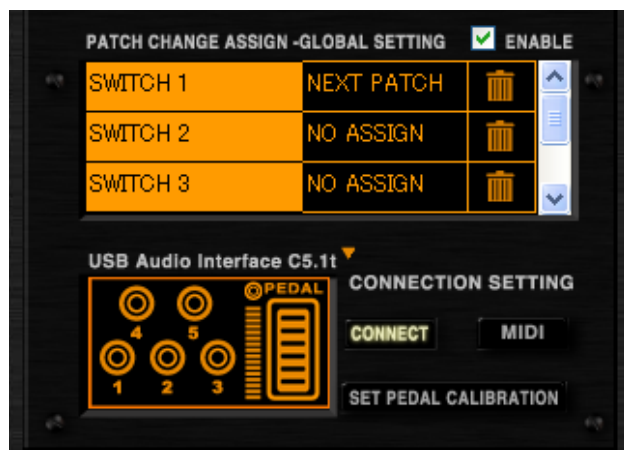 PATCH CHANGE ASSIGN -GLOBAL SETTING ENABLE
SWITCH 1 NEXT PATCH
SWITCH 2 NO ASSIGN
SWITCH 3 NO ASSIGN
USB Audio Interface C5.1t
CONNECTION SETTING
PEDAL
4 5
1 2 3
CONNECT MIDI
SET PEDAL CALIBRATION